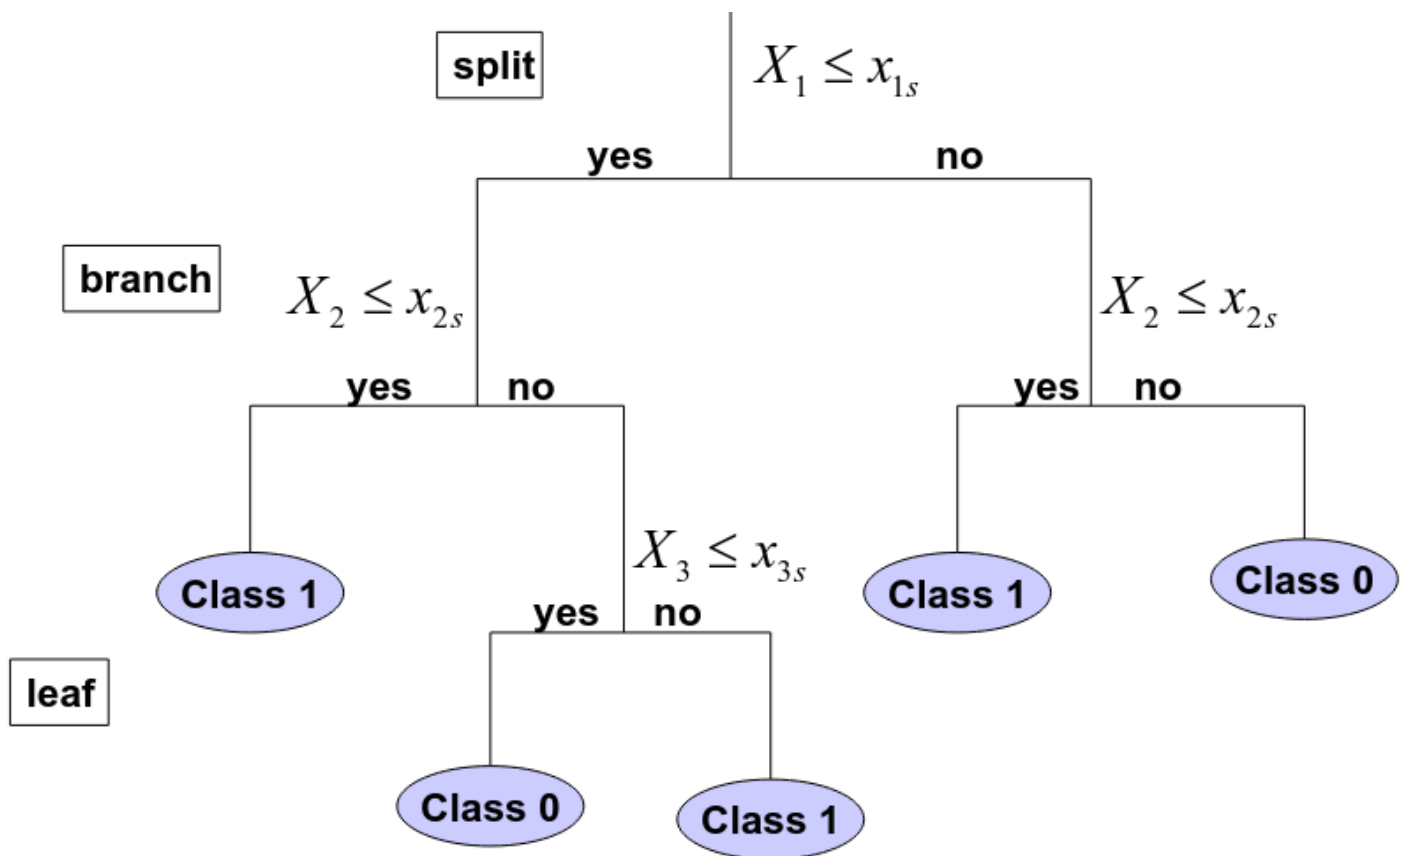 split
X₁ ≤ x₁ₛ
yes no
branch
X₂ ≤ x₂ₛ
X₂ ≤ x₂ₛ
yes no
yes no
X₃ ≤ x₃ₛ
Class 1
Class 1
Class 0
yes no
leaf
Class 0
Class 1